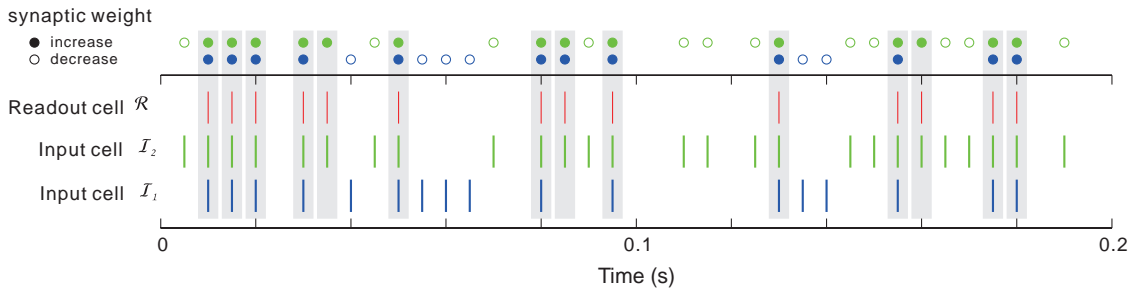 synaptic weight
increase
decrease
Readout cell R
Input cell I₂
Input cell I₁
0 0.1 0.2
Time (s)